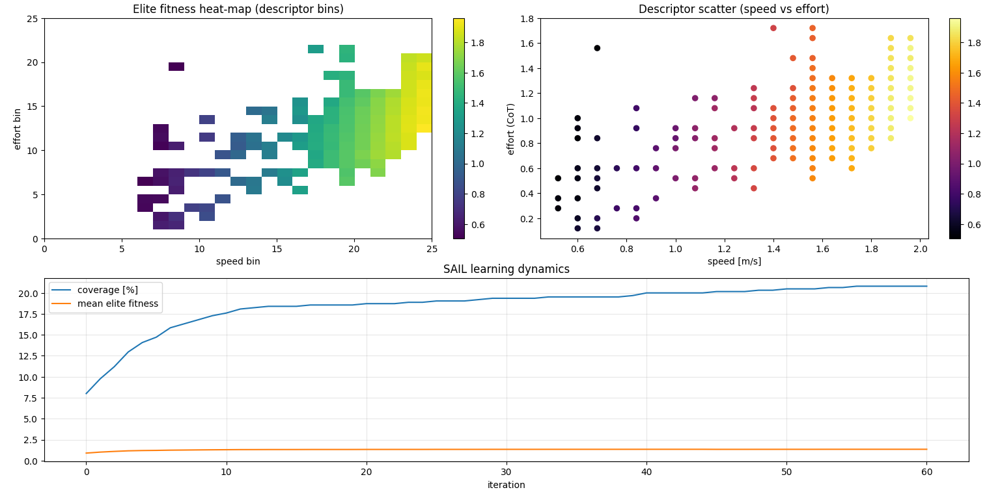 Elite fitness heat-map (descriptor bins)
25
20
15
10
5
0
effort bin
0 5 10 15 20 25
speed bin
1.8
1.6
1.4
1.2
1.0
0.8
0.6
Descriptor scatter (speed vs effort)
1.8
1.6
1.4
1.2
1.0
0.8
0.6
0.4
0.2
effort (CoT)
0.6 0.8 1.0 1.2 1.4 1.6 1.8 2.0
speed [m/s]
1.8
1.6
1.4
1.2
1.0
0.8
0.6
SAIL learning dynamics
coverage [%]
mean elite fitness
20.0
17.5
15.0
12.5
10.0
7.5
5.0
2.5
0.0
0 10 20 30 40 50 60
iteration